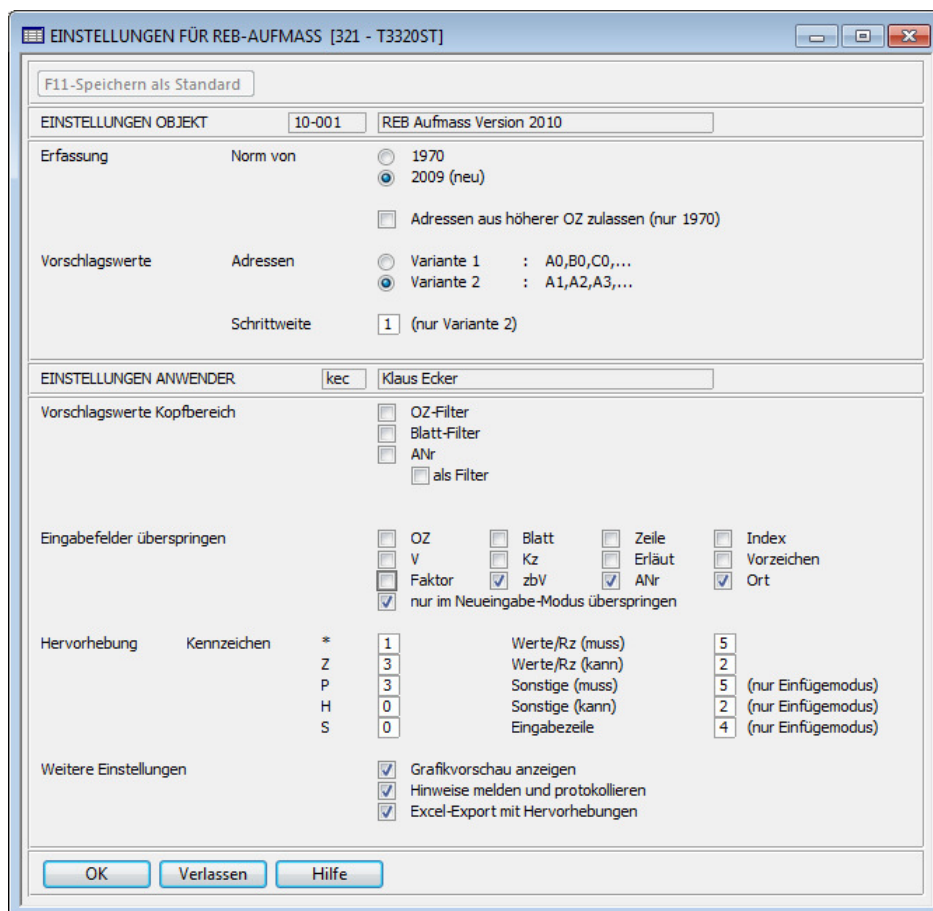 EINSTELLUNGEN FÜR REB-AUFMASS [321 - T3320ST]
F11-Speichern als Standard
EINSTELLUNGEN OBJEKT 10-001 REB Aufmass Version 2010
Erfassung Norm von 1970
2009 (neu)
Adressen aus höherer OZ zulassen (nur 1970)
Vorschlagswerte Adressen Variante 1 : A0,B0,C0,...
Variante 2 : A1,A2,A3,...
Schrittweite 1 (nur Variante 2)
EINSTELLUNGEN ANWENDER kec Klaus Ecker
Vorschlagswerte Kopfbereich OZ-Filter
Blatt-Filter
ANr
als Filter
Eingabefelder überspringen OZ Blatt Zeile Index
V Kz Erläut Vorzeichen
Faktor zbV ANr Ort
nur im Neueingabe-Modus überspringen
Hervorhebung Kennzeichen * 1 Werte/Rz (muss) 5
Z 3 Werte/Rz (kann) 2
P 3 Sonstige (muss) 5 (nur Einfügemodus)
H 0 Sonstige (kann) 2 (nur Einfügemodus)
S 0 Eingabezeile 4 (nur Einfügemodus)
Weitere Einstellungen Grafikvorschau anzeigen
Hinweise melden und protokollieren
Excel-Export mit Hervorhebungen
OK Verlassen Hilfe